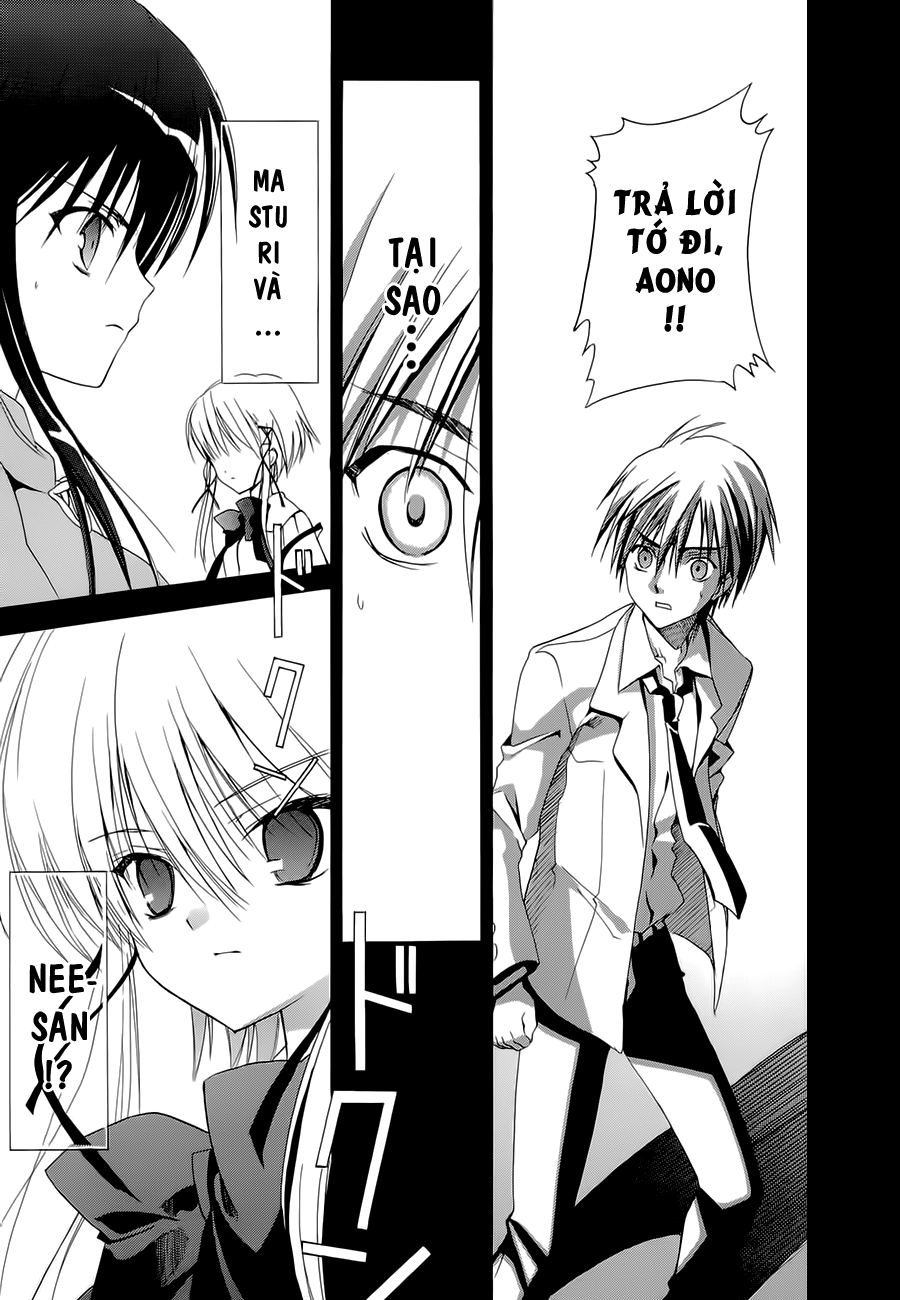 TRẢ LỜI
TỚ ĐI,
AONO
!!
TẠI
SAO
...
MA
STU
RI VÀ
...
NEE-
SAN
!?
ドクン
ドクン